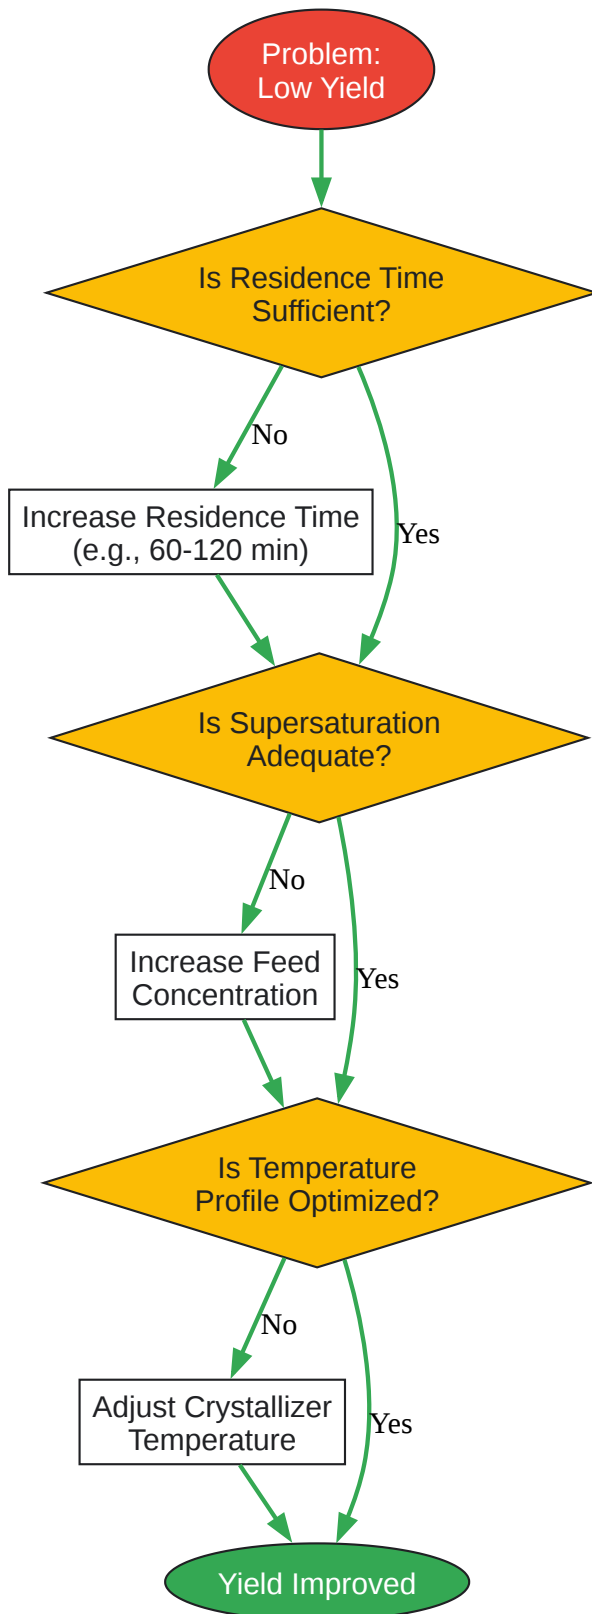 Problem:
Low Yield
Is Residence Time
Sufficient?
No
Increase Residence Time
(e.g., 60-120 min)
Yes
Is Supersaturation
Adequate?
No
Increase Feed
Concentration
Yes
Is Temperature
Profile Optimized?
No
Adjust Crystallizer
Temperature
Yes
Yield Improved